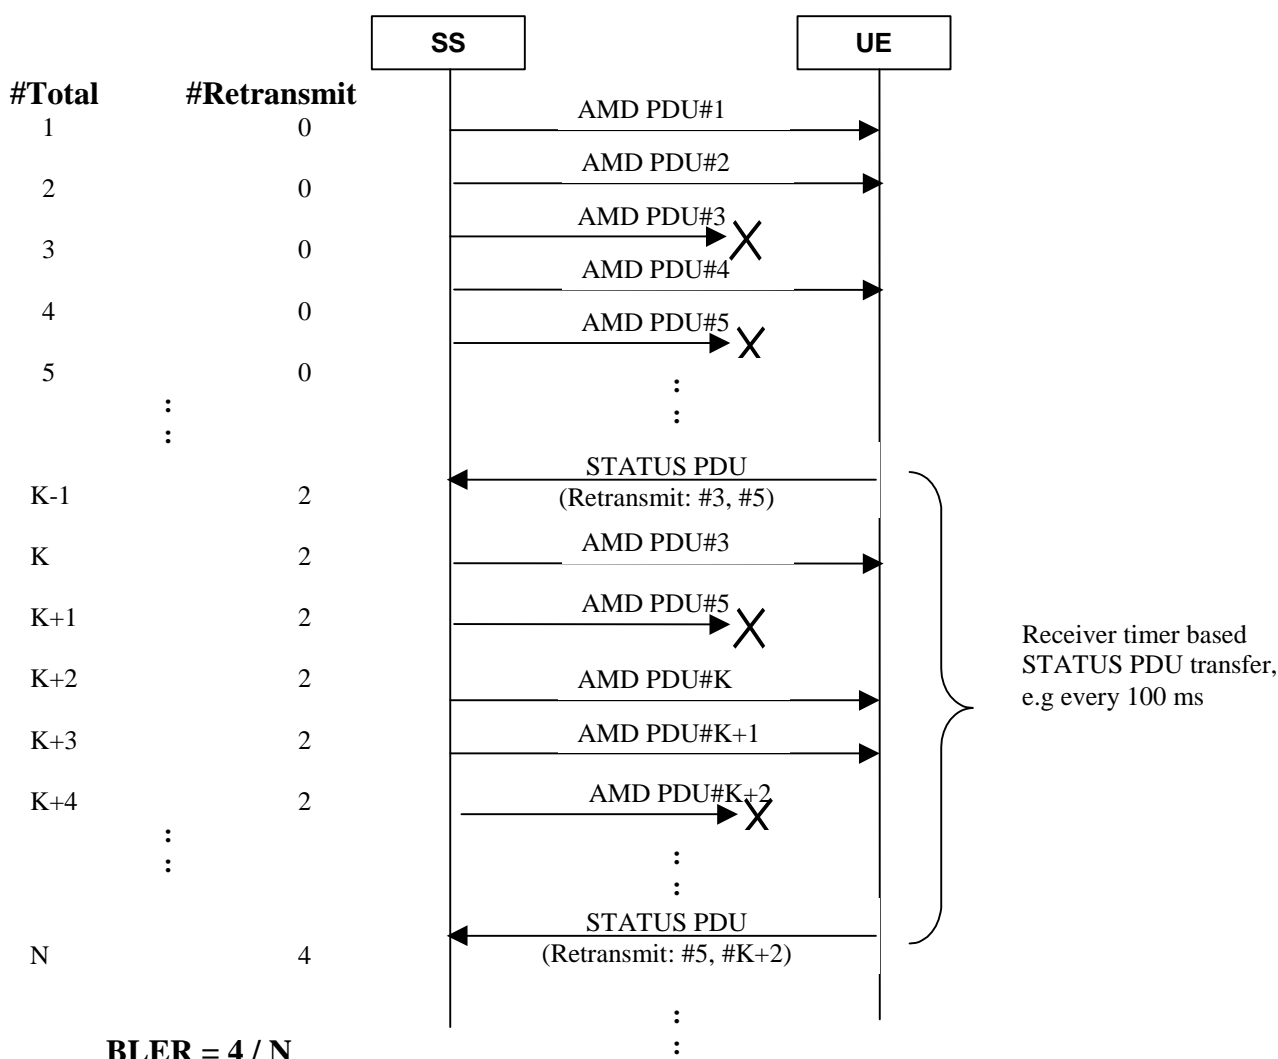 SS
UE
#Total #Retransmit
AMD PDU#1
1 0
AMD PDU#2
2 0
AMD PDU#3
3 0
AMD PDU#4
4 0
AMD PDU#5
5 0
:
:
:
:
STATUS PDU
(Retransmit: #3, #5)
K-1 2
AMD PDU#3
K 2
AMD PDU#5
K+1 2
AMD PDU#K
K+2 2
AMD PDU#K+1
K+3 2
AMD PDU#K+2
K+4 2
:
:
:
:
Receiver timer based
STATUS PDU transfer,
e.g every 100 ms
STATUS PDU
(Retransmit: #5, #K+2)
N 4
:
:
BLER = 4 / N